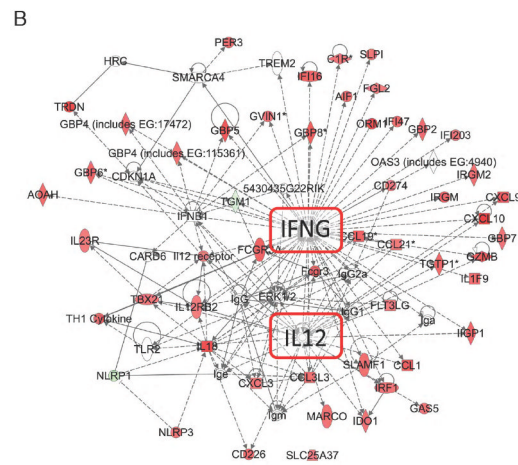 B
PER3
HRC
SMARCA4
TREM2
C1R*
SLPI
IFI16
FGL2
TRDN
AIF1
GVIN1*
ORM1
IFI47
GBP4 (includes EG:17472)
GBP5
GBP8*
GBP2
IFI203
GBP4 (includes EG:115361)
OAS3 (includes EG:4940)
GBP6*
CDKN1A
5430435G22RIK
CD274
IRGM2
AOAH
TGM1
IRGM
CXCL9
IFNB1
CXCL10
IFNG
IL23R
CCL19*
GBP7
CARD6
Il12 receptor
CCL21*
GZMB
Fcgr3
IgG2a
TGTP1*
IL1F9
TBX21
IL12RB2
IgG
ERK1/2
IgG1
FLT3LG
TH1 Cytokine
Iga
IIGP1
IL12
TLR2
IL18
SLAMF1
CCL1
NLRP1
Ige
CXCL3
CCL3L3
IRF1
Igm
MARCO
IDO1
GAS5
NLRP3
CD226
SLC25A37